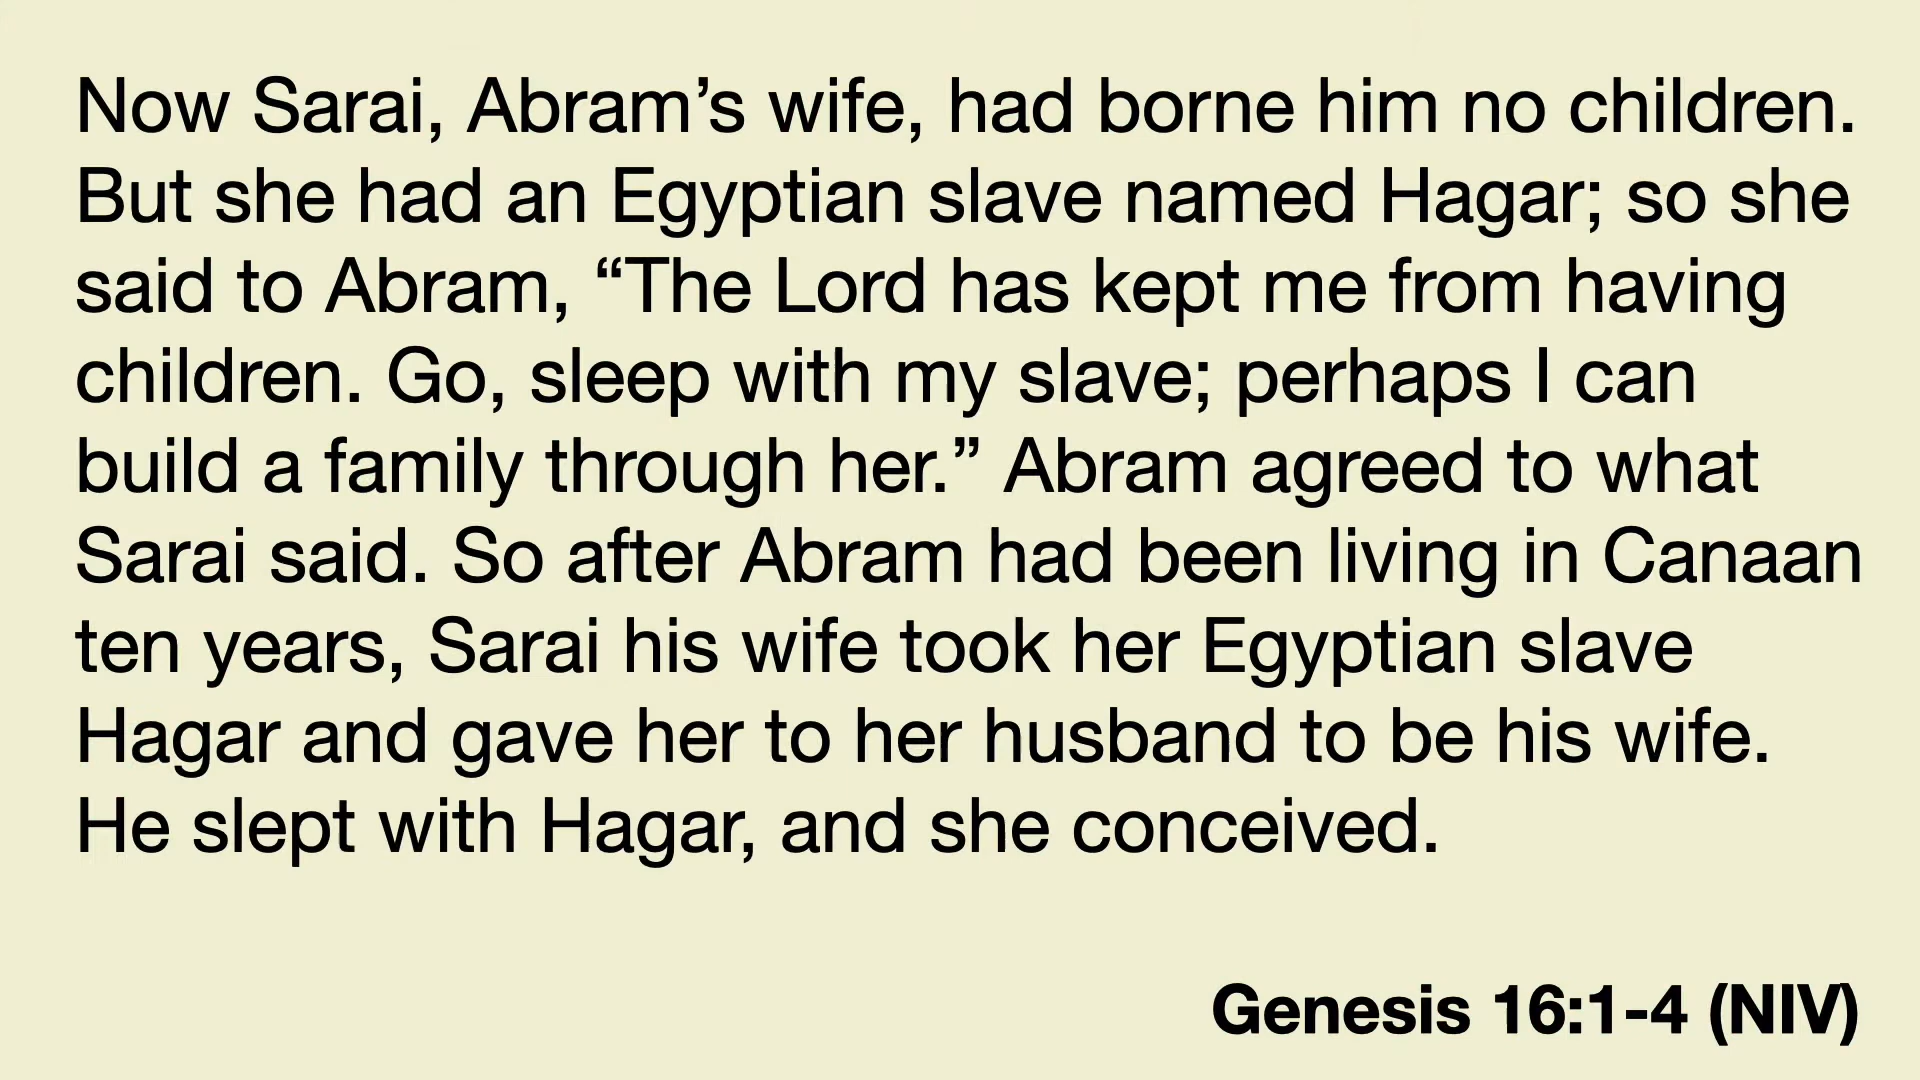 Now Sarai, Abram’s wife, had borne him no children.
But she had an Egyptian slave named Hagar; so she
said to Abram, “The Lord has kept me from having
children. Go, sleep with my slave; perhaps I can
build a family through her.” Abram agreed to what
Sarai said. So after Abram had been living in Canaan
ten years, Sarai his wife took her Egyptian slave
Hagar and gave her to her husband to be his wife.
He slept with Hagar, and she conceived.
Genesis 16:1-4 (NIV)